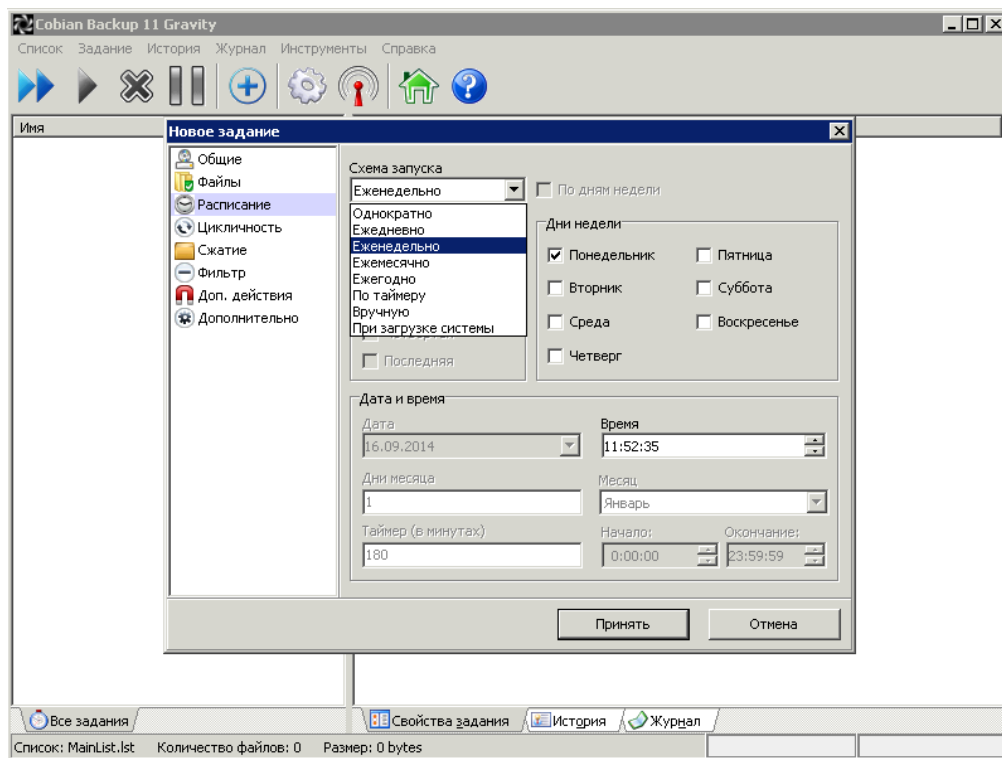 Cobian Backup 11 Gravity
Список Задание История Журнал Инструменты Справка
Имя
Новое задание
Общие
Файлы
Расписание
Цикличность
Сжатие
Фильтр
Доп. действия
Дополнительно
Схема запуска
Еженедельно
По дням недели
Однократно
Ежедневно
Еженедельно
Ежемесячно
Ежегодно
По таймеру
Вручную
При загрузке системы
Последняя
Дни недели
Понедельник Пятница
Вторник Суббота
Среда Воскресенье
Четверг
Дата и время
Дата Время
16.09.2014 11:52:35
Дни месяца Месяц
1 Январь
Таймер (в минутах) Начало: Окончание:
180 0:00:00 23:59:59
Принять Отмена
Все задания Свойства задания История Журнал
Список: MainList.lst Количество файлов: 0 Размер: 0 bytes